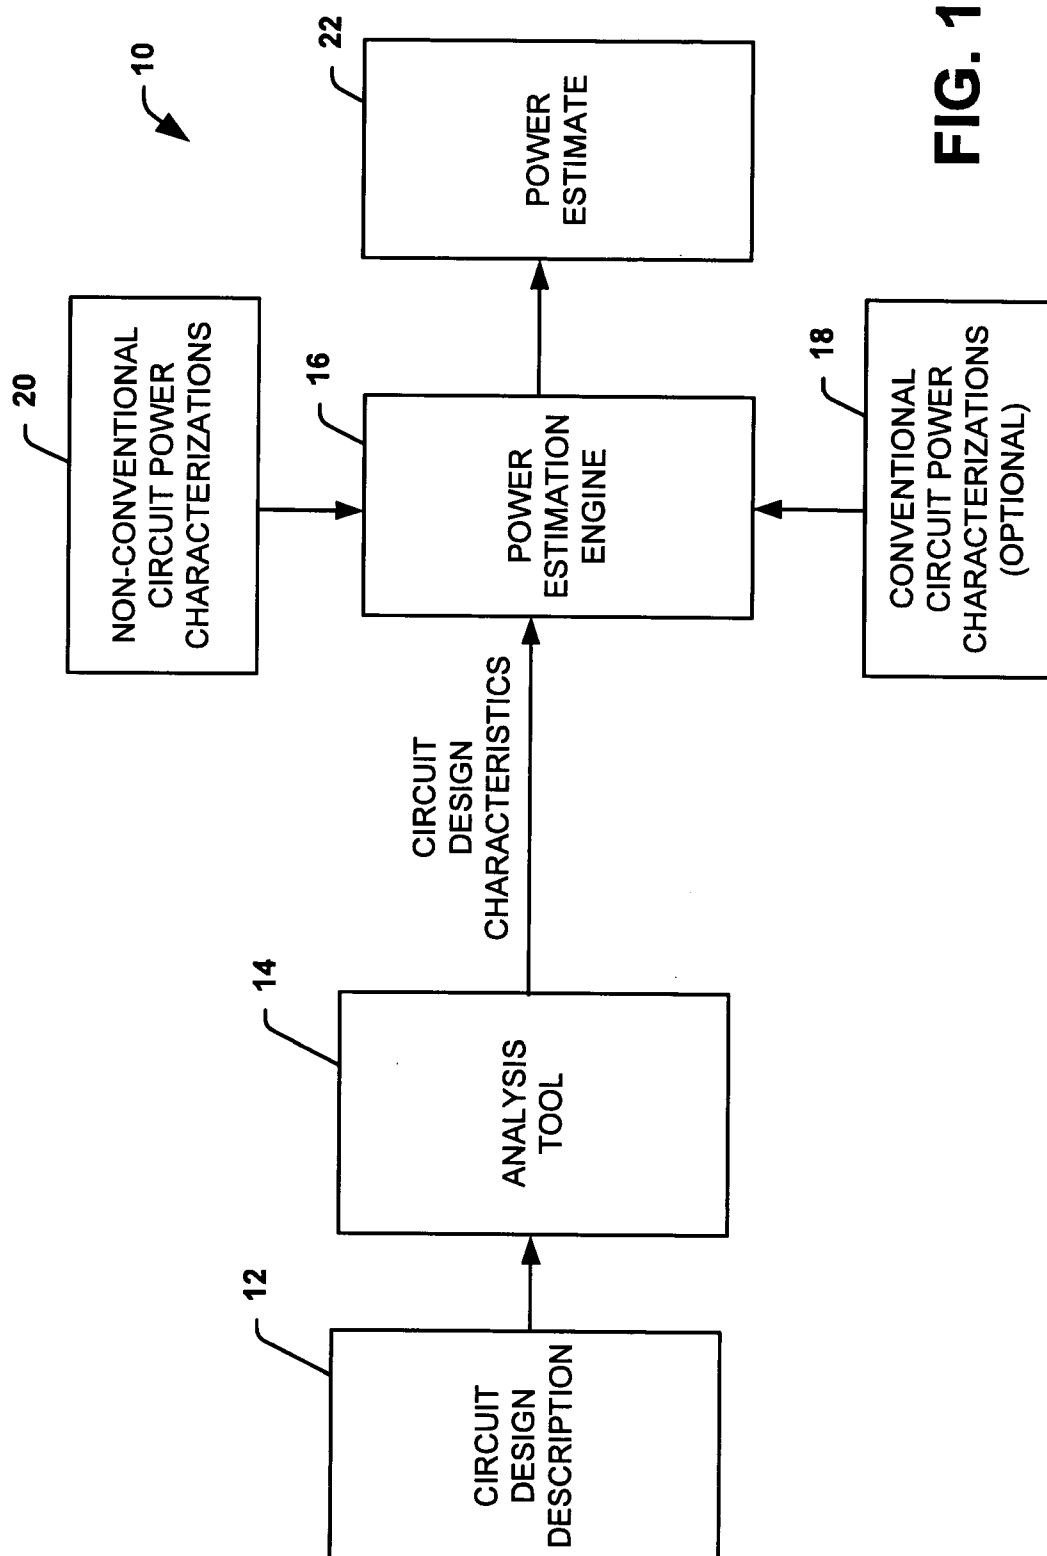 10
20
NON-CONVENTIONAL
CIRCUIT POWER
CHARACTERIZATIONS
12
CIRCUIT
DESIGN
DESCRIPTION
14
ANALYSIS
TOOL
CIRCUIT
DESIGN
CHARACTERISTICS
16
POWER
ESTIMATION
ENGINE
22
POWER
ESTIMATE
18
CONVENTIONAL
CIRCUIT POWER
CHARACTERIZATIONS
(OPTIONAL)
FIG. 1